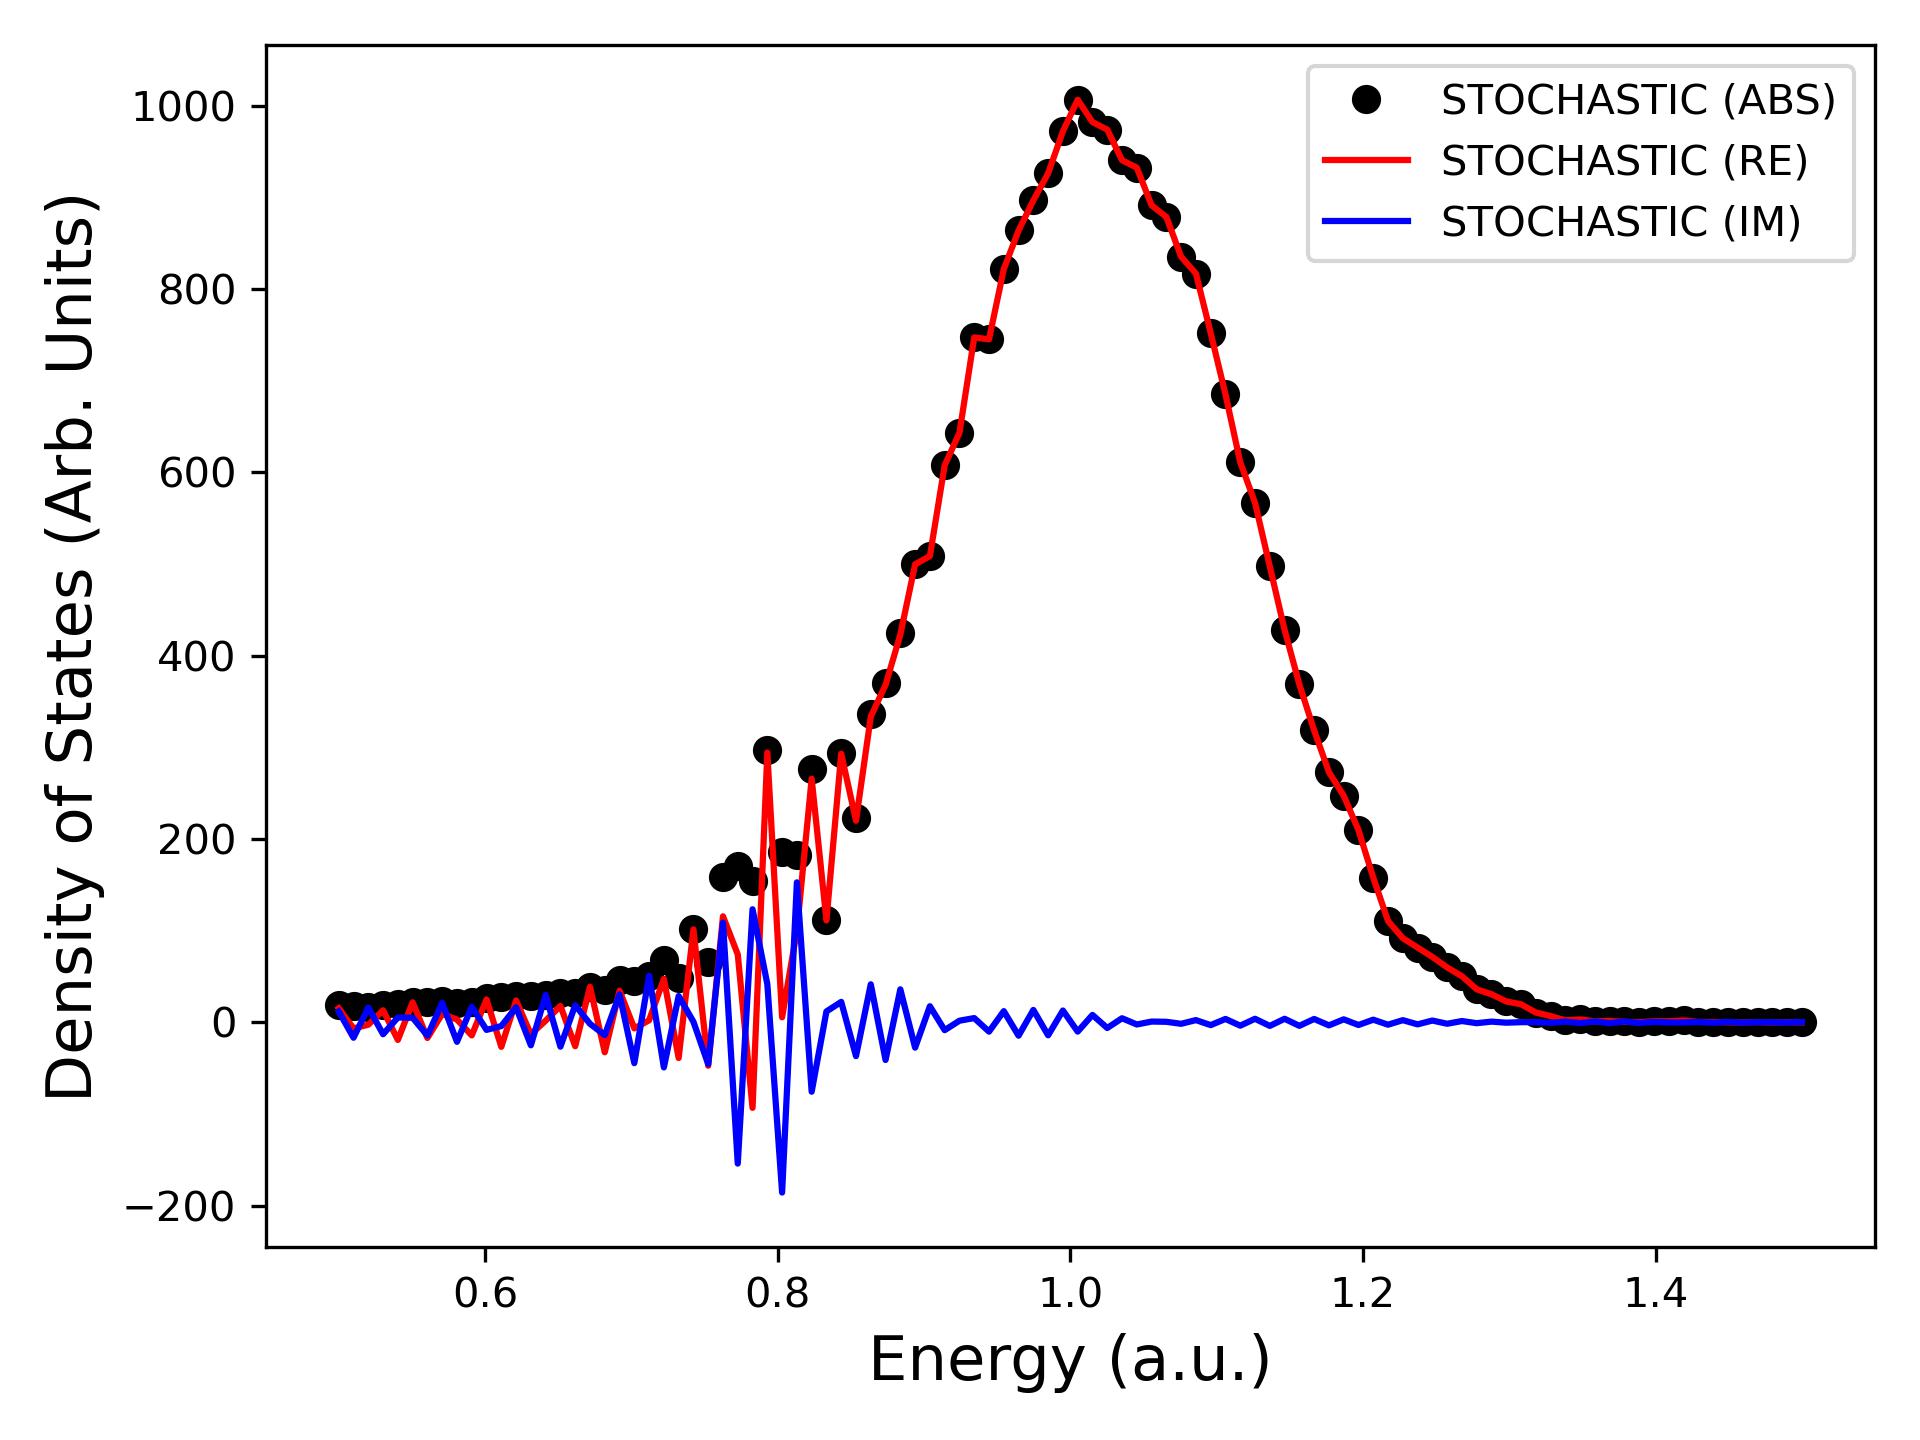 STOCHASTIC (ABS)
STOCHASTIC (RE)
STOCHASTIC (IM)
Density of States (Arb. Units)
1000
800
600
400
200
0
−200
0.6 0.8 1.0 1.2 1.4
Energy (a.u.)